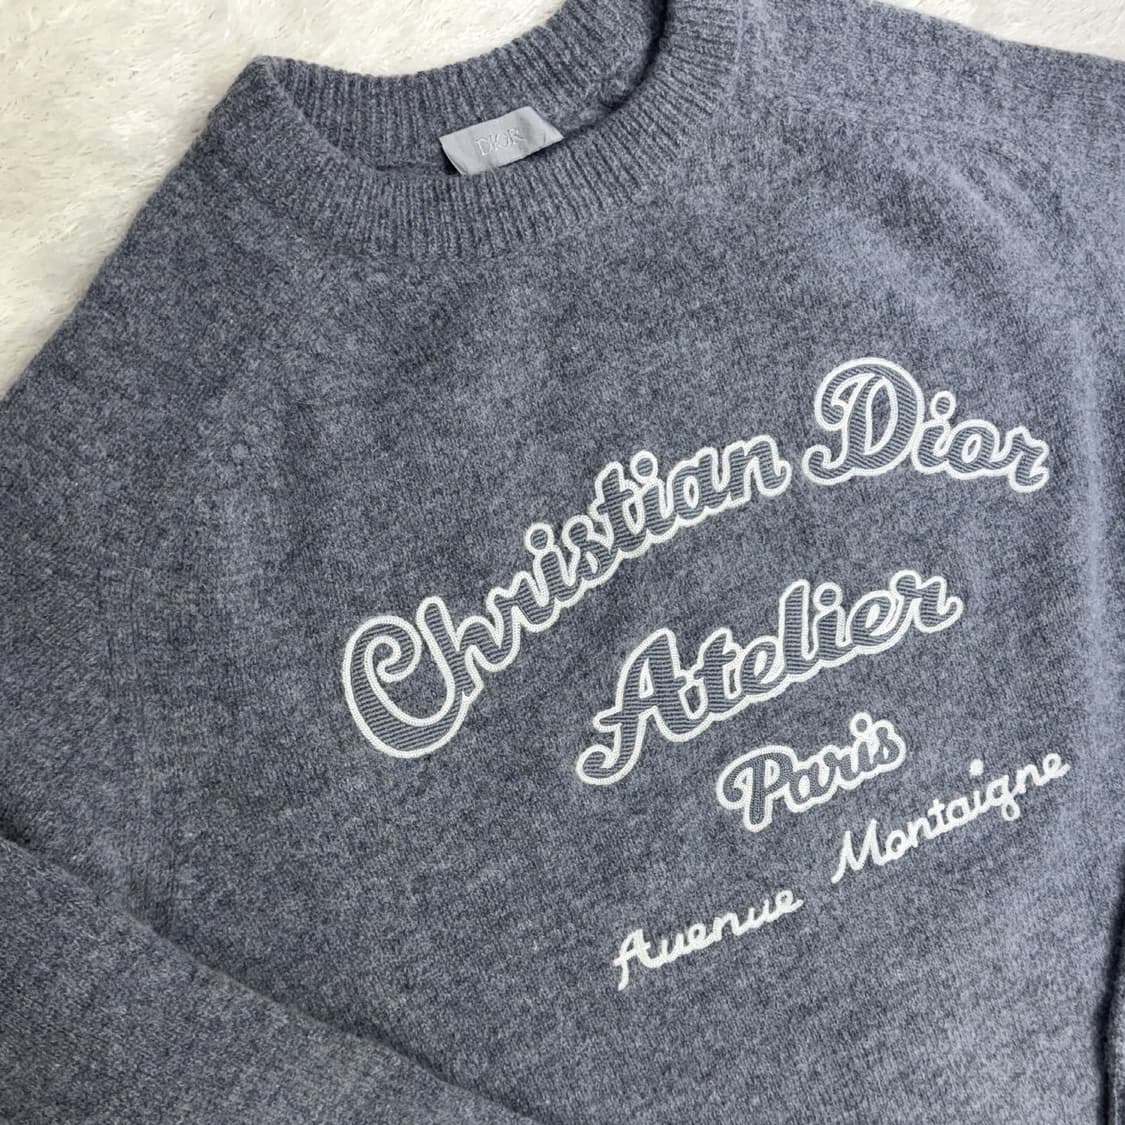 DIOR
Christian Dior
Atelier
Paris
Avenue Montaigne